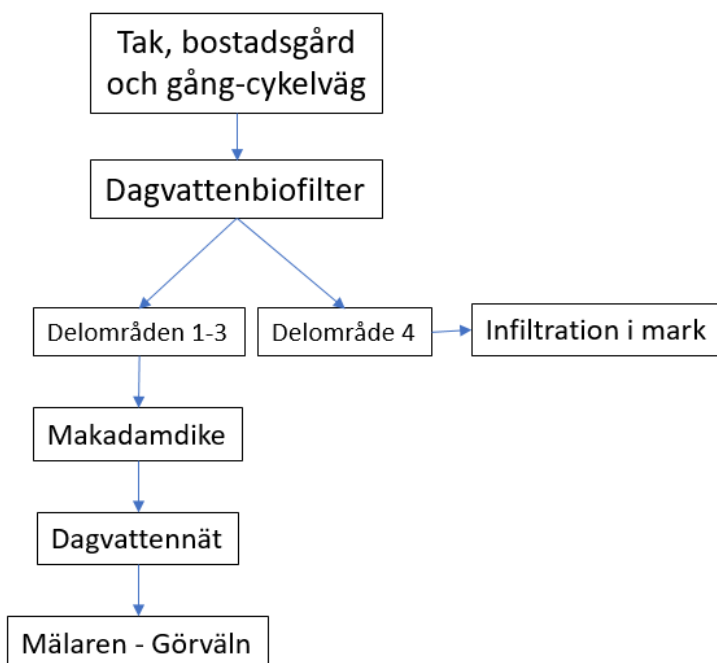 Tak, bostadsgård
och gång-cykelväg
Dagvattenbiofilter
Delområden 1-3
Delområde 4
Infiltration i mark
Makadamdike
Dagvattennät
Mälaren - Görväln